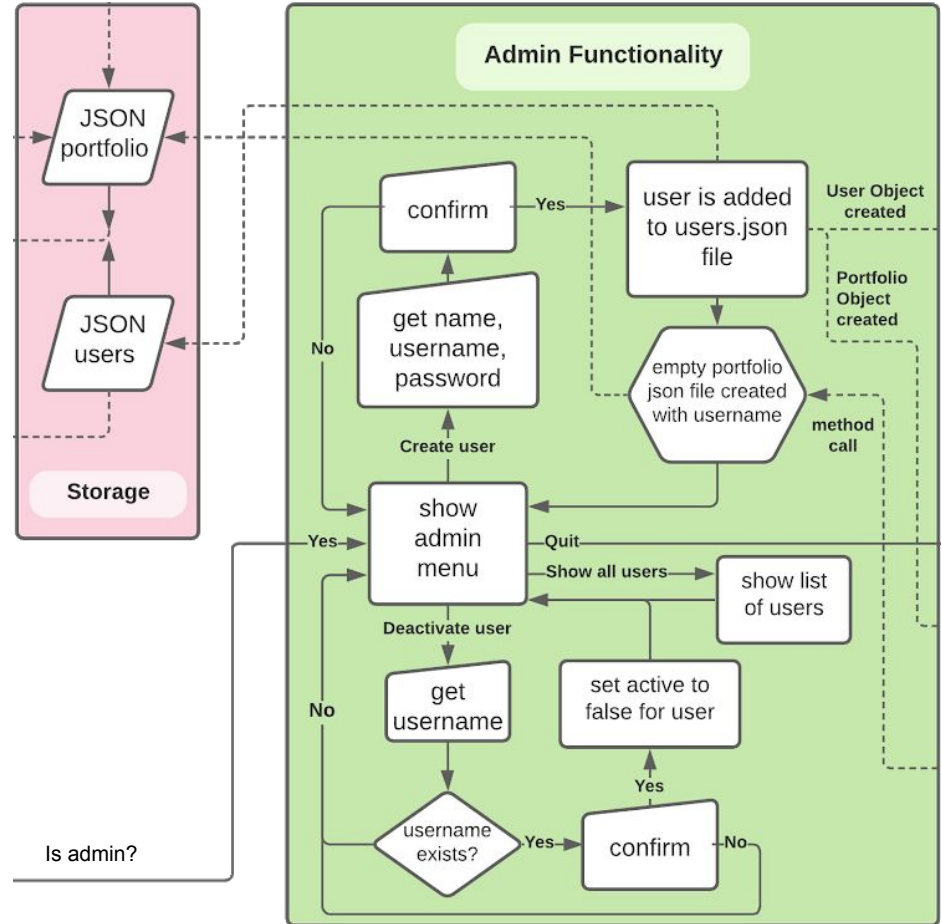 Admin Functionality
JSON
portfolio
JSON
users
Storage
confirm
Yes
user is added
to users.json
file
User Object
created
Portfolio
Object
created
get name,
username,
password
No
empty portfolio
json file created
with username
method
call
Create user
show
admin
menu
Yes
Quit
Show all users
show list
of users
Deactivate user
get
username
set active to
false for user
No
Yes
username
exists?
Yes
confirm
No
Is admin?